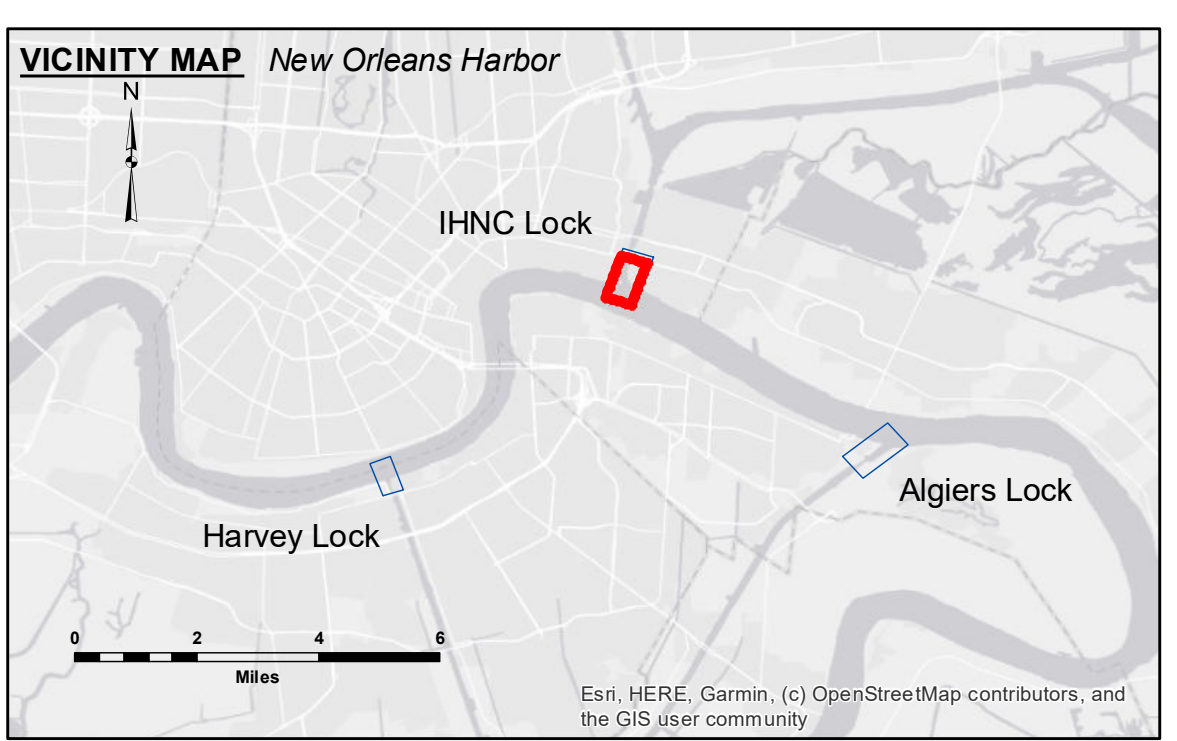 VICINITY MAP New Orleans Harbor
N
IHNC Lock
Algiers Lock
Harvey Lock
0 2 4 6
Miles
Esri, HERE, Garmin, (c) OpenStreetMap contributors, and
the GIS user community